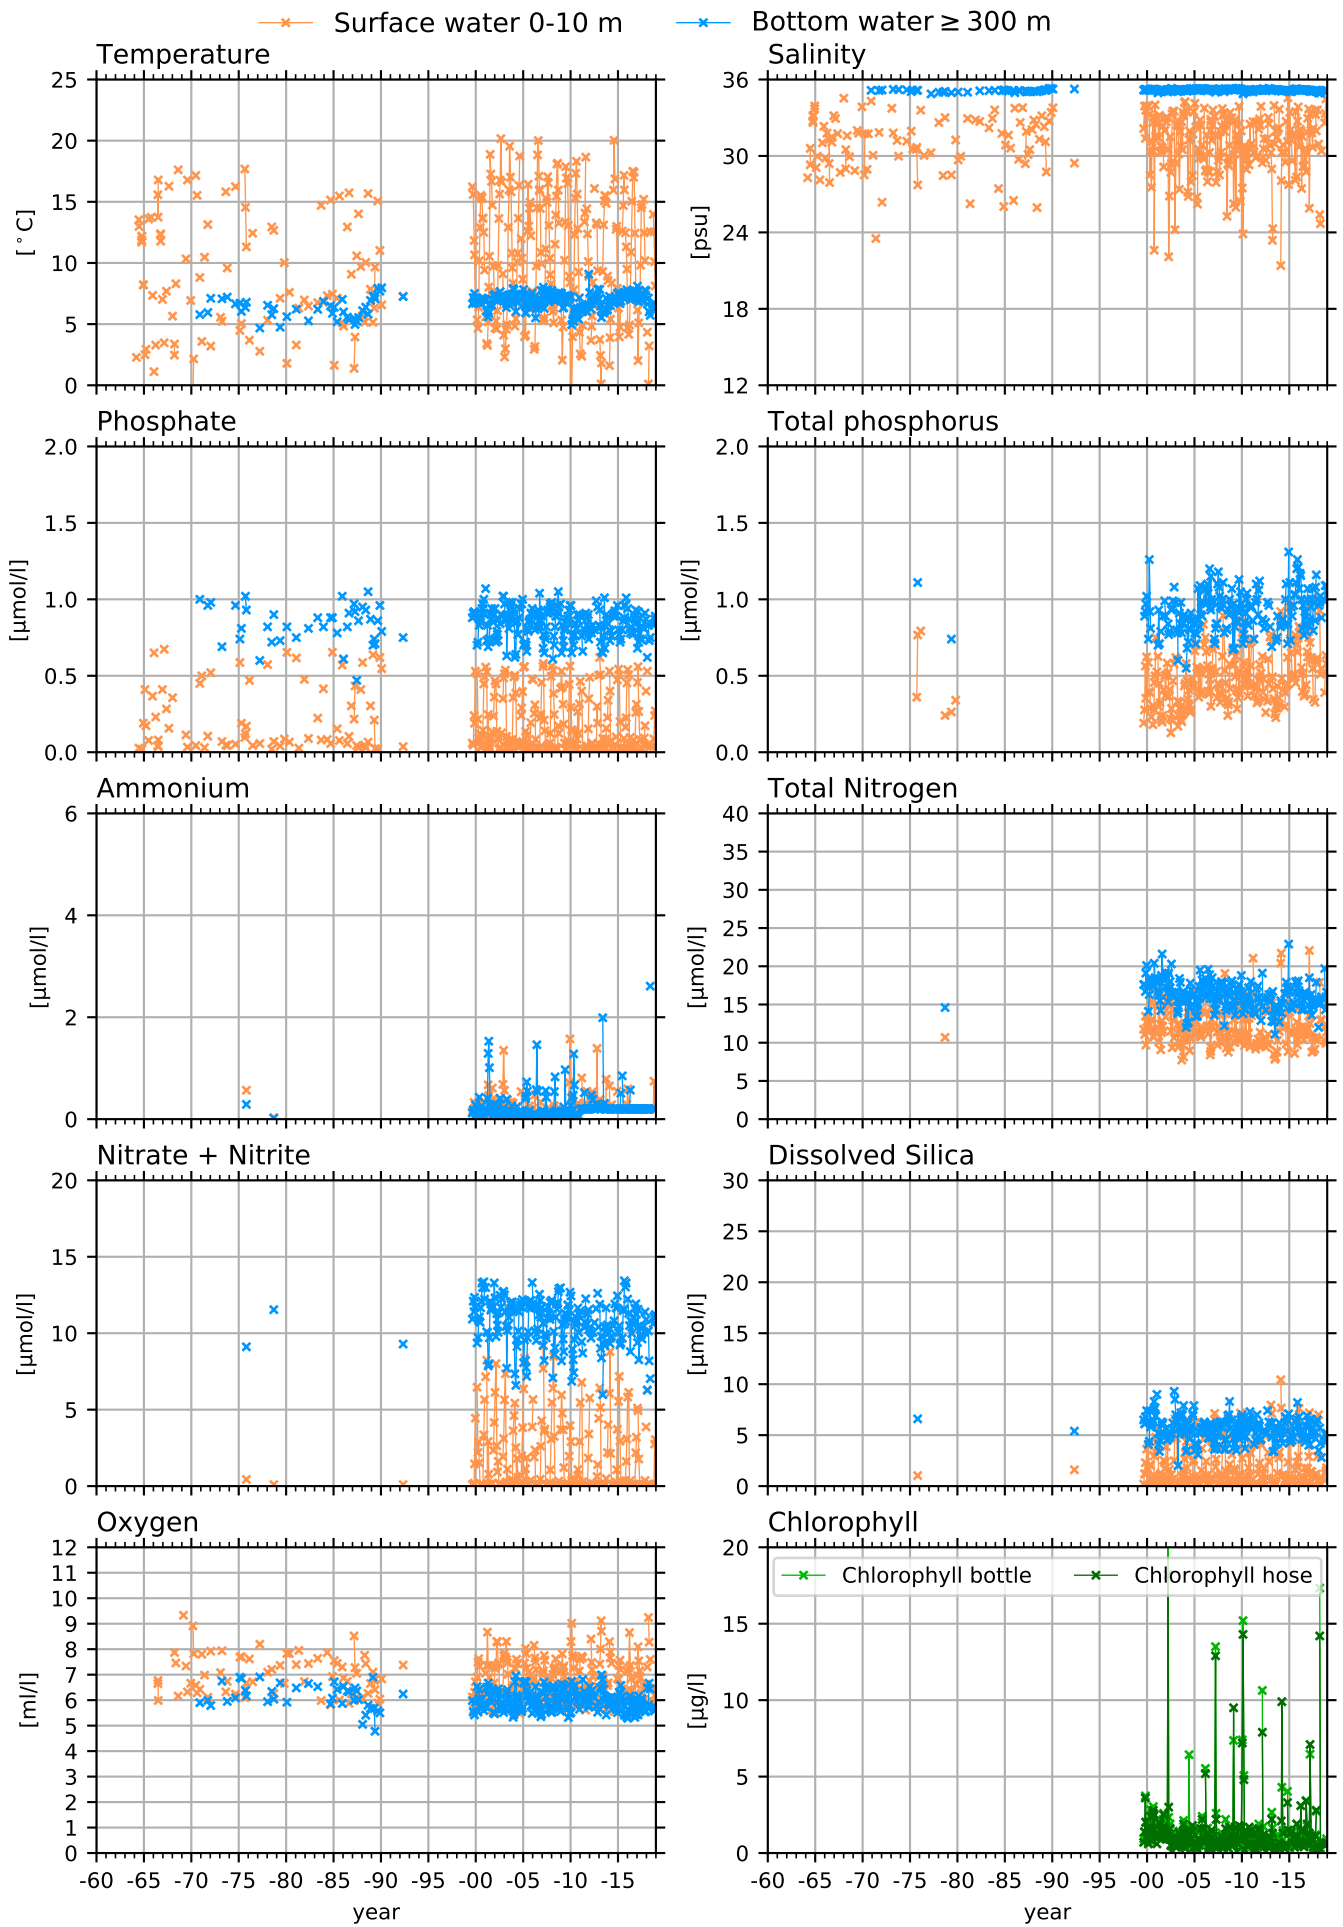 Surface water 0-10 m Bottom water ≥ 300 m
Temperature
25
20
15
10
5
0
[°C]
Salinity
36
30
24
18
12
[psu]
Phosphate
2.0
1.5
1.0
0.5
0.0
[µmol/l]
Total phosphorus
2.0
1.5
1.0
0.5
0.0
[µmol/l]
Ammonium
6
4
2
0
[µmol/l]
Total Nitrogen
40
35
30
25
20
15
10
5
0
[µmol/l]
Nitrate + Nitrite
20
15
10
5
0
[µmol/l]
Dissolved Silica
30
25
20
15
10
5
0
[µmol/l]
Oxygen
12
11
10
9
8
7
6
5
4
3
2
1
0
[ml/l]
-60 -65 -70 -75 -80 -85 -90 -95 -00 -05 -10 -15
year
Chlorophyll
Chlorophyll bottle Chlorophyll hose
20
15
10
5
0
[µg/l]
-60 -65 -70 -75 -80 -85 -90 -95 -00 -05 -10 -15
year